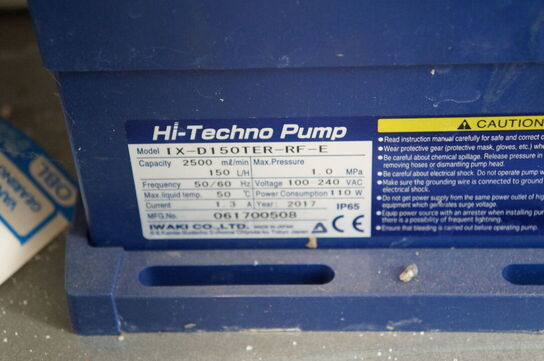 Hi-Techno Pump
Model IX-D150TER-RF-E
Capacity 2500 mℓ/min Max.Pressure
150 L/H 1.0 MPa
Frequency 50/60 Hz Voltage 100-240 VAC
Max.liquid temp. 50 °C Power Consumption 110 W
Current 1.3 A Year 2017 IP65
MFG.No. 061700508
IWAKI CO.,LTD. MADE IN JAPAN
Tokyo, Japan
CAUTION
Read instruction manual carefully for safe and correct
Wear protective gear (protective mask, gloves, etc.) wh
Be careful about chemical spillage. Release pressure in
removing hoses or dismantling pump head.
Be careful about electrical shock. Do not operate pump w
Make sure the grounding wire is connected to ground
electrical shock.
Do not get power supply from the same power outlet of high
equipment which generates surge voltage.
Equip power source with an arrester when installing pump
there is a possibility of frequent lightning.
Ensure that bleeding is carried out before operating pump.